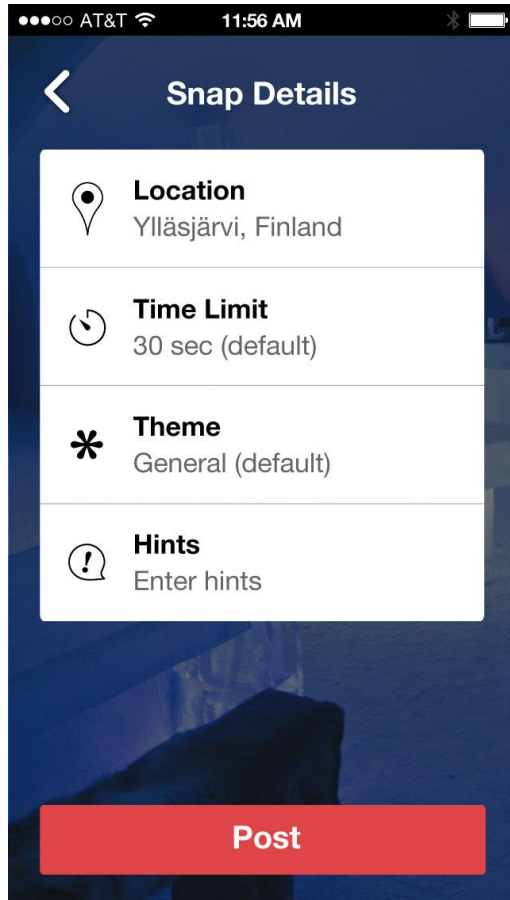 AT&T 11:56 AM
Snap Details
Location
Ylläsjärvi, Finland
Time Limit
30 sec (default)
Theme
General (default)
Hints
Enter hints
Post